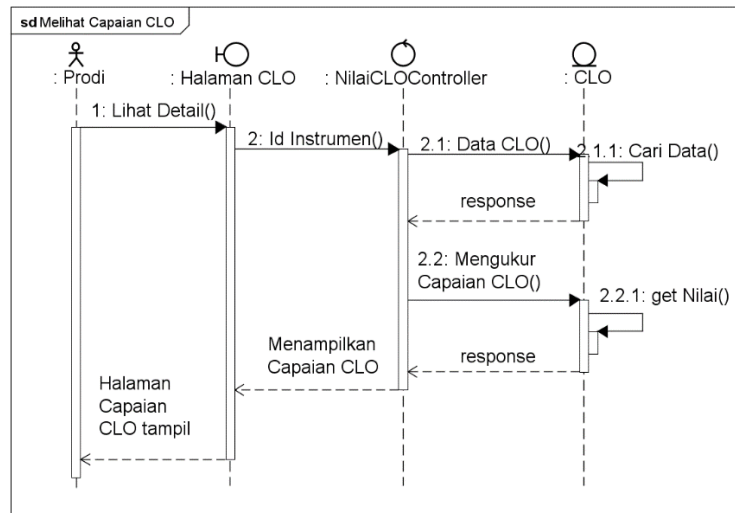 sd Melihat Capaian CLO
: Prodi
: Halaman CLO
: NilaiCLOController
: CLO
1: Lihat Detail()
2: Id Instrumen()
2.1: Data CLO()
2.1.1: Cari Data()
response
2.2: Mengukur
Capaian CLO()
2.2.1: get Nilai()
response
Menampilkan
Capaian CLO
Halaman
Capaian
CLO tampil